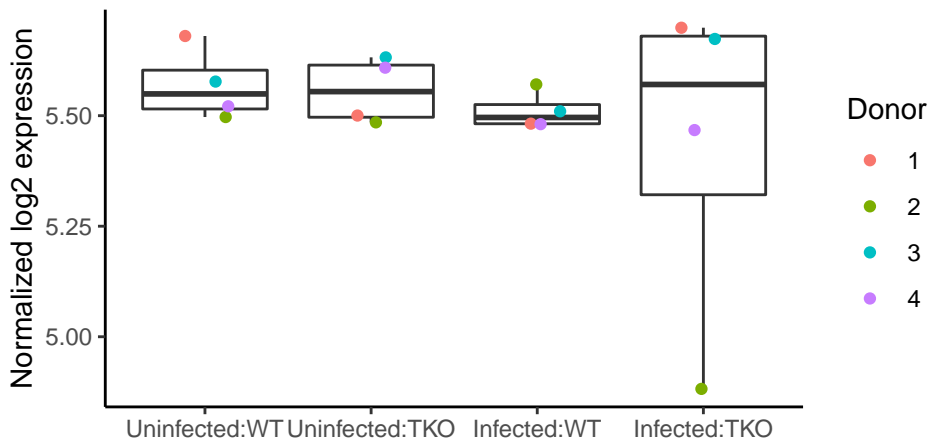 Normalized log2 expression
5.50
5.25
5.00
Uninfected:WT
Uninfected:TKO
Infected:WT
Infected:TKO
Donor
1
2
3
4